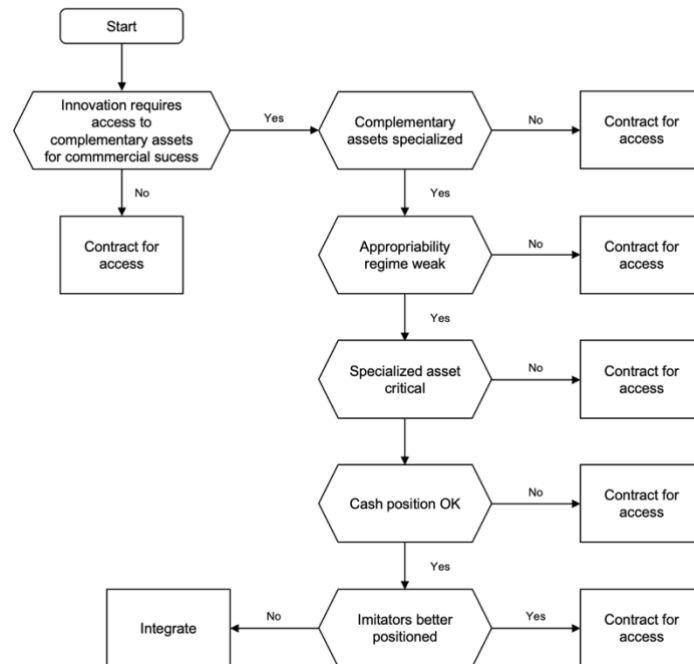 Start
Innovation requires
access to
complementary assets
for commmercial sucess
Yes
Complementary
assets specialized
No
Contract for
access
No
Contract for
access
Yes
Appropriability
regime weak
No
Contract for
access
Yes
Specialized asset
critical
No
Contract for
access
Cash position OK
No
Contract for
access
Yes
Integrate
No
Imitators better
positioned
Yes
Contract for
access